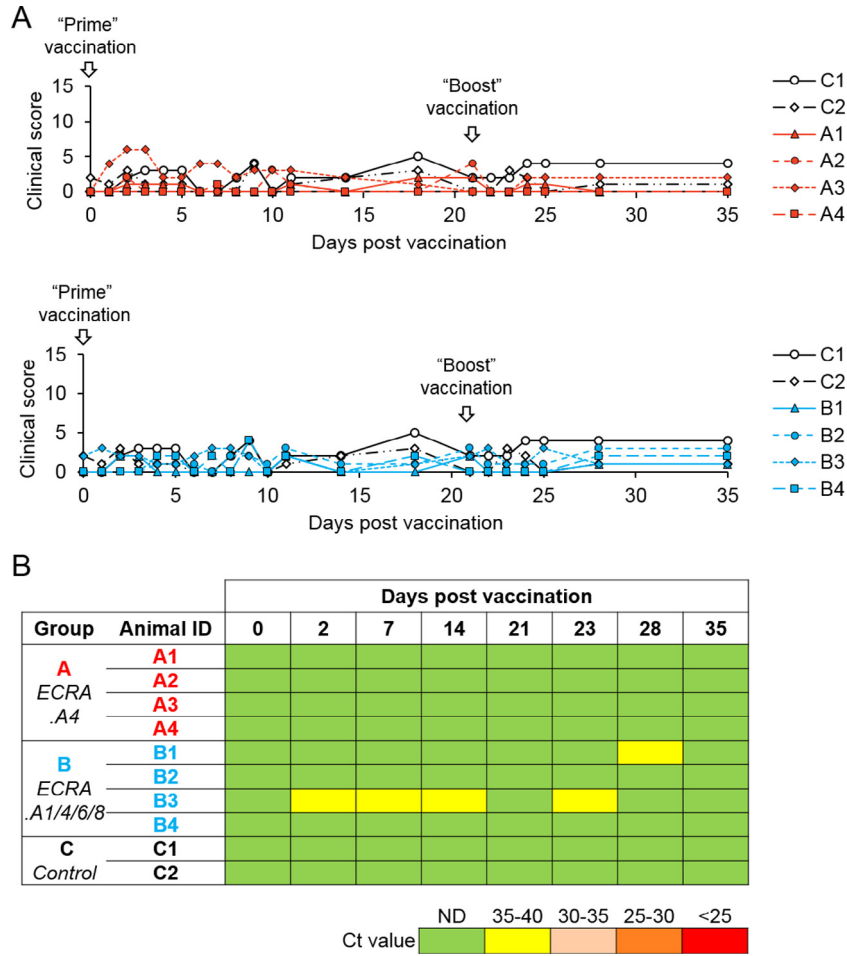 A
“Prime”
vaccination
“Boost”
vaccination
15
10
5
0
Clinical score
0 5 10 15 20 25 30 35
Days post vaccination
C1
C2
A1
A2
A3
A4
“Prime”
vaccination
“Boost”
vaccination
15
10
5
0
Clinical score
0 5 10 15 20 25 30 35
Days post vaccination
C1
C2
B1
B2
B3
B4
B
Days post vaccination
Group Animal ID 0 2 7 14 21 23 28 35
A
ECRA
.A4
A1
A2
A3
A4
B
ECRA
.A1/4/6/8
B1
B2
B3
B4
C
Control
C1
C2
ND 35-40 30-35 25-30 <25
Ct value